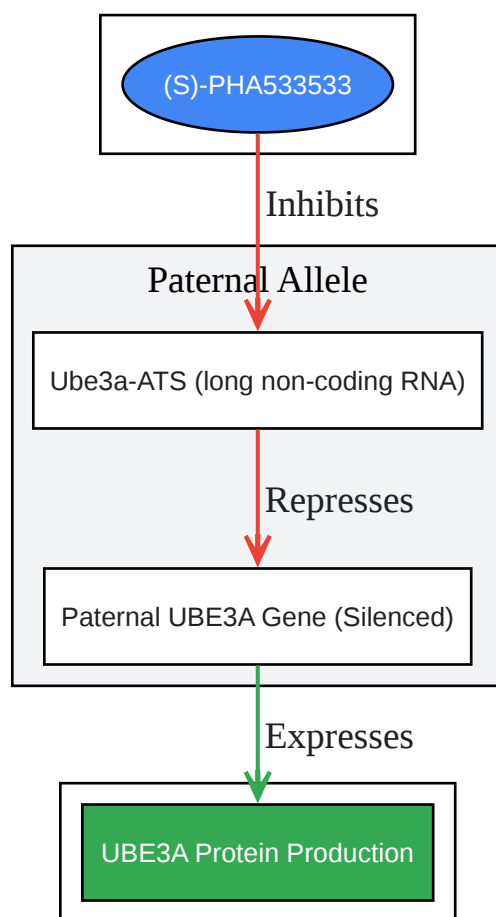 (S)-PHA533533
Inhibits
Paternal Allele
Ube3a-ATS (long non-coding RNA)
Represses
Paternal UBE3A Gene (Silenced)
Expresses
UBE3A Protein Production